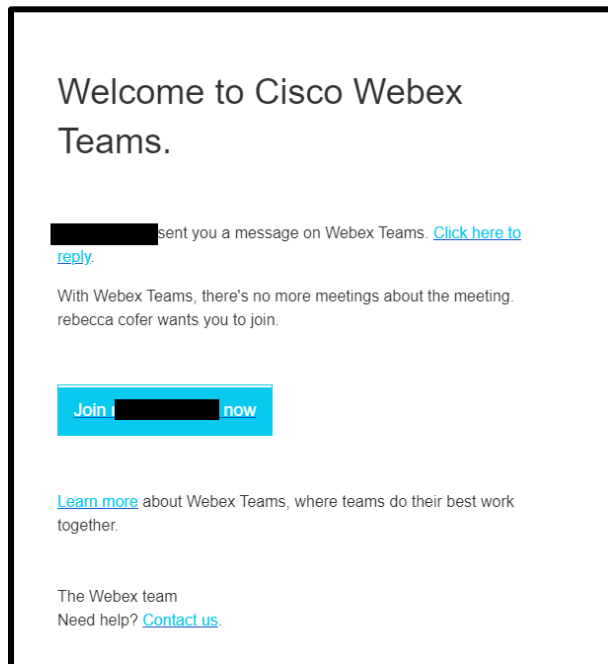 Welcome to Cisco Webex
Teams.
sent you a message on Webex Teams. Click here to
reply.
With Webex Teams, there's no more meetings about the meeting.
rebecca cofer wants you to join.
Join now
Learn more about Webex Teams, where teams do their best work
together.
The Webex team
Need help? Contact us.